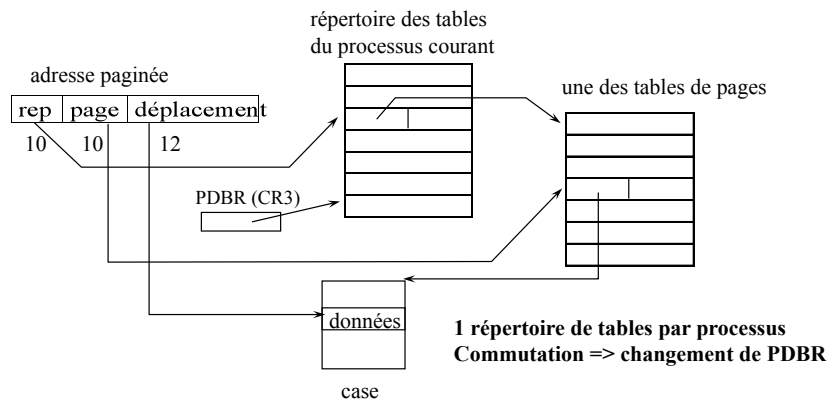 répertoire des tables
du processus courant
adresse paginée
une des tables de pages
rep page déplacement
10 10 12
PDBR (CR3)
données
1 répertoire de tables par processus
Commutation => changement de PDBR
case